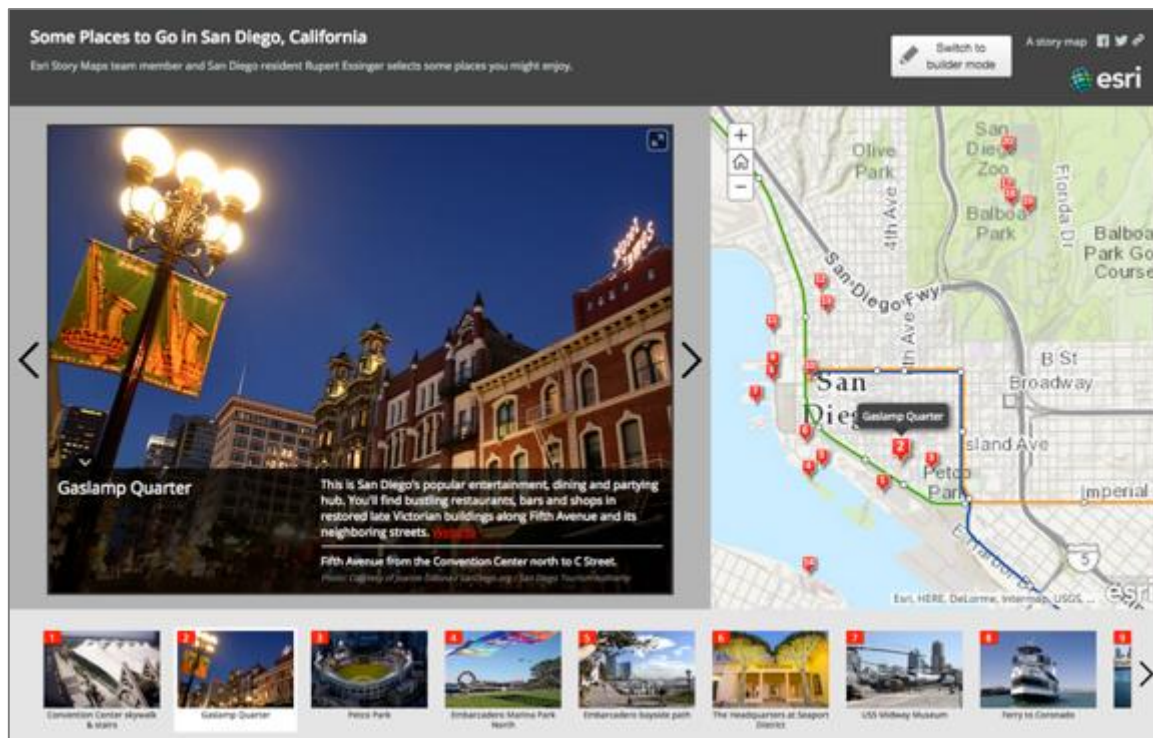 Some Places to Go in San Diego, California
Esri Story Maps team member and San Diego resident Rupert Essinger selects some places you might enjoy.
Switch to
builder mode
A story map
esri
Gaslamp Quarter
This is San Diego's popular entertainment, dining and partying
hub. You'll find bustling restaurants, bars and shops in
restored late Victorian buildings along Fifth Avenue and its
neighboring streets.
Fifth Avenue from the Convention Center north to C Street.
San
Diego
Zoo
Olive
Park
4th Ave
Florida Dr
Balboa
Park
Balboa
Park Go
Course
San Diego Fwy
B St
Broadway
San
Gaslamp Quarter
2
sland Ave
Petco
Park
Imperial
5
Esri, HERE, DeLorme, Intermap, USGS, ...
esri
1
2
3
4
5
6
7
8
9
Convention Center skywalk
& stairs
Gaslamp Quarter
Petco Park
Embarcadero Marina Park
North
Embarcadero bayside path
The Headquarters at Seaport
District
USS Midway Museum
Ferry to Coronado